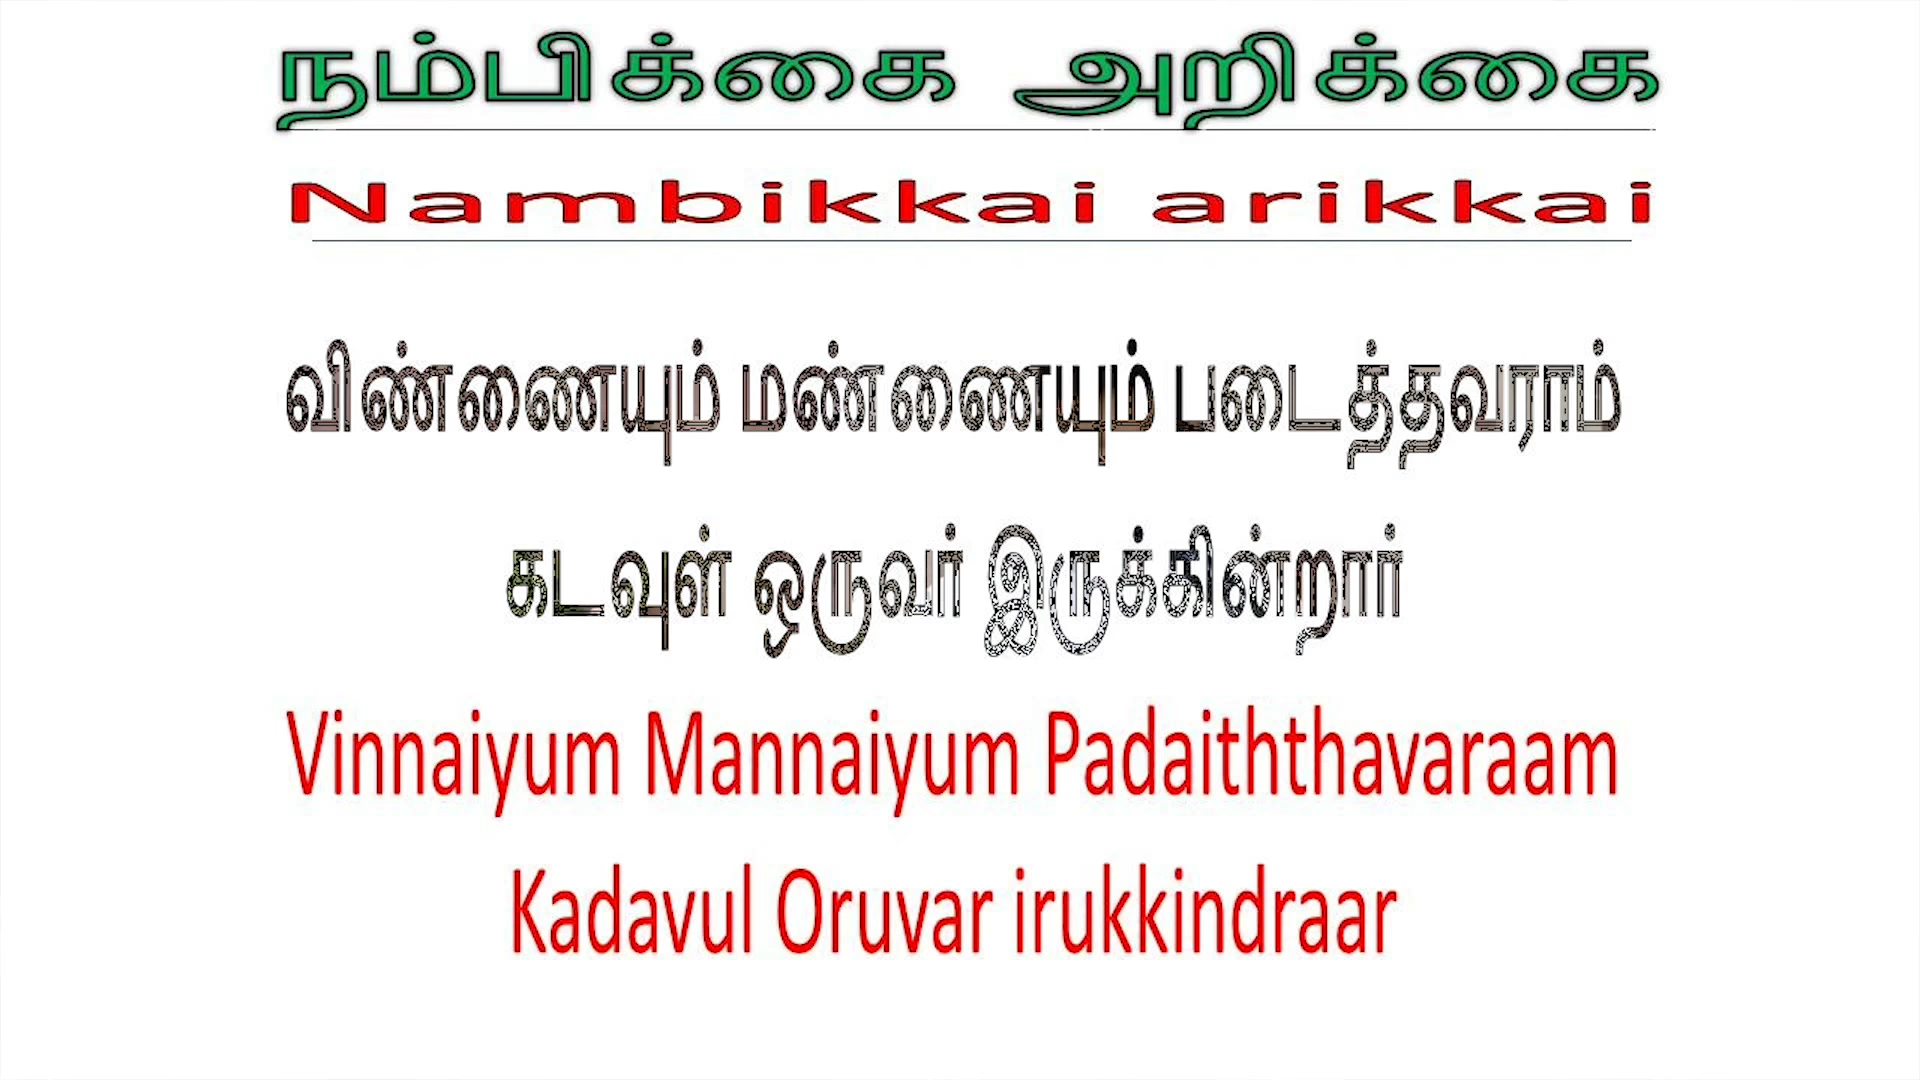 நம்பிக்கை அறிக்கை
Nambikkai arikkai
விண்ணையும் மண்ணையும் படைத்தவராம்
கடவுள் ஒருவர் இருக்கின்றார்
Vinnaiyum Mannaiyum Padaiththavaraam
Kadavul Oruvar irukkindraar